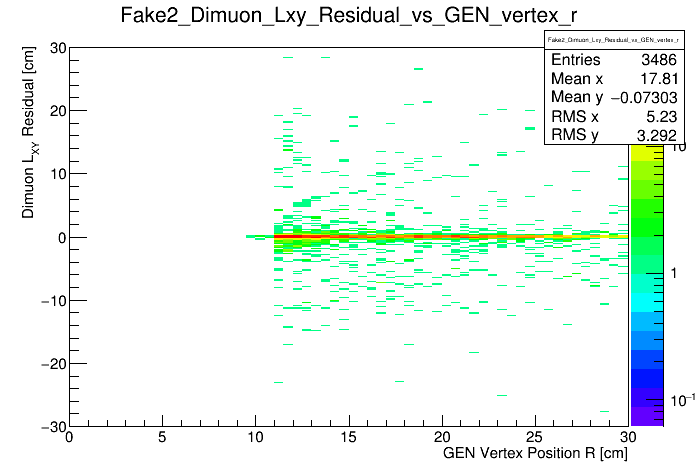 Fake2_Dimuon_Lxy_Residual_vs_GEN_vertex_r
Fake2_Dimuon_Lxy_Residual_vs_GEN_vertex_r
Entries 3486
Mean x 17.81
Mean y −0.07303
RMS x 5.23
RMS y 3.292
Dimuon LXY Residual [cm]
30
20
10
0
−10
−20
−30
0 5 10 15 20 25 30
GEN Vertex Position R [cm]
10
1
10−1